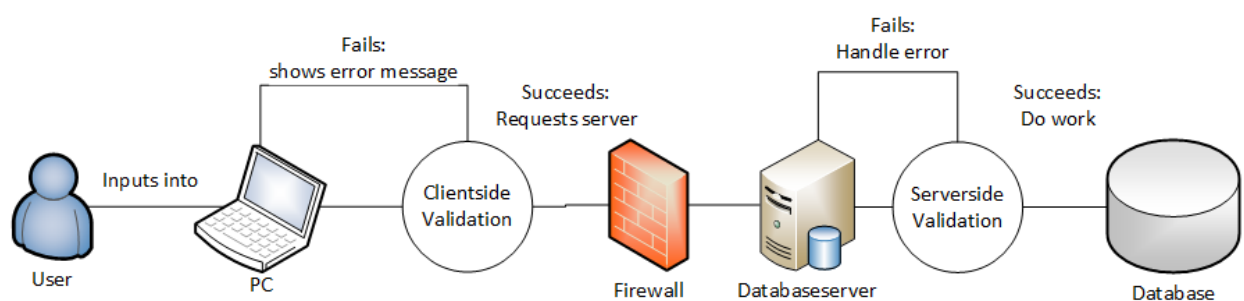 Fails:
shows error message
Fails:
Handle error
Succeeds:
Requests server
Succeeds:
Do work
Inputs into
Clientside
Validation
Serverside
Validation
User
PC
Firewall
Databaseserver
Database